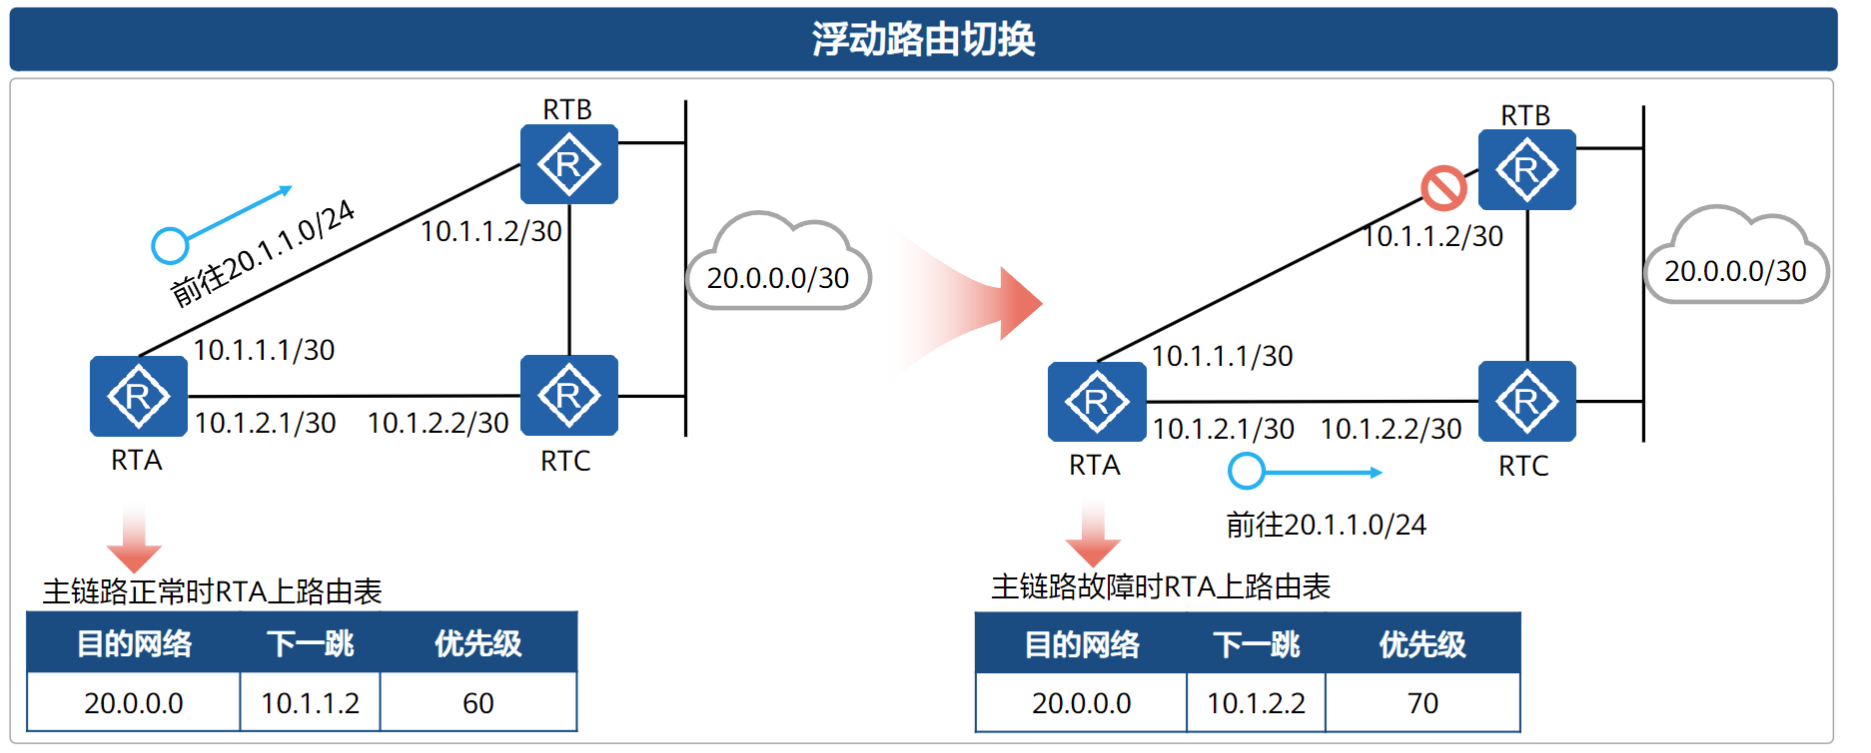 浮动路由切换
RTB
R
前往20.1.1.0/24
10.1.1.2/30
20.0.0.0/30
10.1.1.1/30
R
R
10.1.2.1/30
10.1.2.2/30
RTA
RTC
主链路正常时RTA上路由表
目的网络 下一跳 优先级
20.0.0.0 10.1.1.2 60
RTB
R
10.1.1.2/30
20.0.0.0/30
10.1.1.1/30
R
R
10.1.2.1/30
10.1.2.2/30
RTA
RTC
前往20.1.1.0/24
主链路故障时RTA上路由表
目的网络 下一跳 优先级
20.0.0.0 10.1.2.2 70